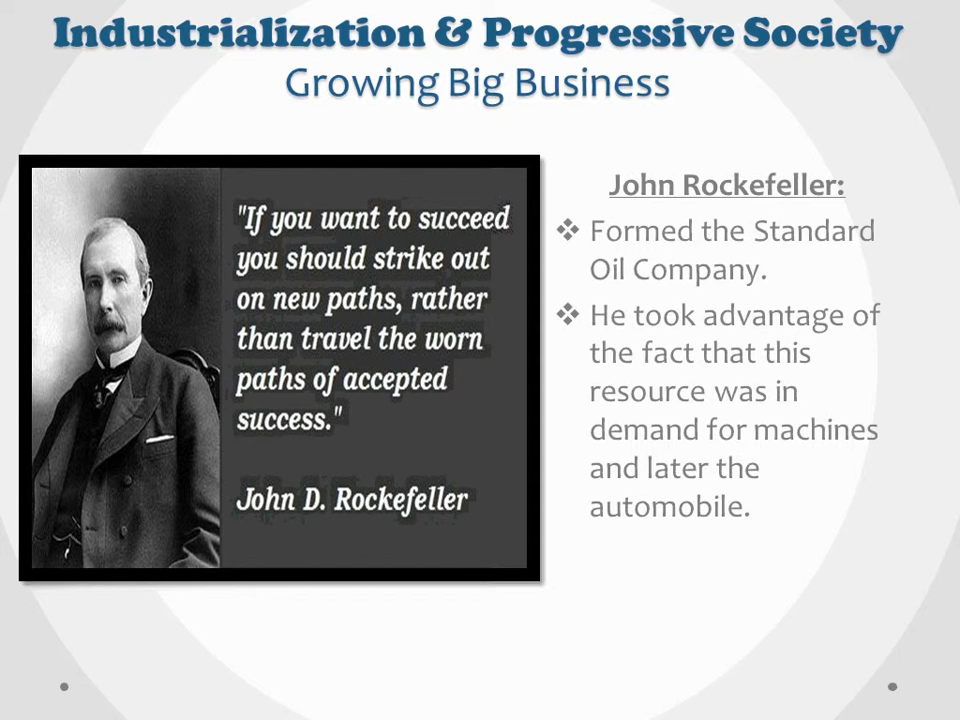 Industrialization & Progressive Society
Growing Big Business
"If you want to succeed
you should strike out
on new paths, rather
than travel the worn
paths of accepted
success."
John D. Rockefeller
John Rockefeller:
❖ Formed the Standard
Oil Company.
❖ He took advantage of
the fact that this
resource was in
demand for machines
and later the
automobile.